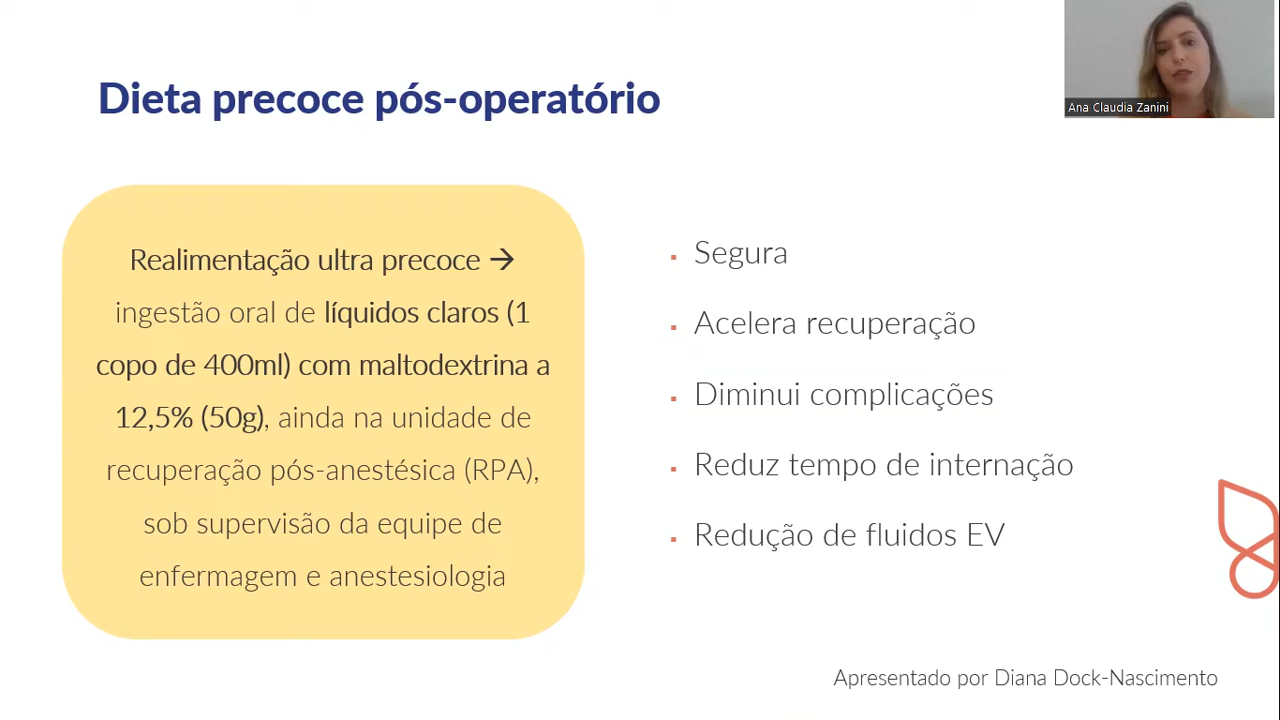 Dieta precoce pós-operatório
Ana Claudia Zanini
Realimentação ultra precoce →
ingestão oral de líquidos claros (1
copo de 400ml) com maltodextrina a
12,5% (50g), ainda na unidade de
recuperação pós-anestésica (RPA),
sob supervisão da equipe de
enfermagem e anestesiologia
▪ Segura
▪ Acelera recuperação
▪ Diminui complicações
▪ Reduz tempo de internação
▪ Redução de fluidos EV
Apresentado por Diana Dock-Nascimento